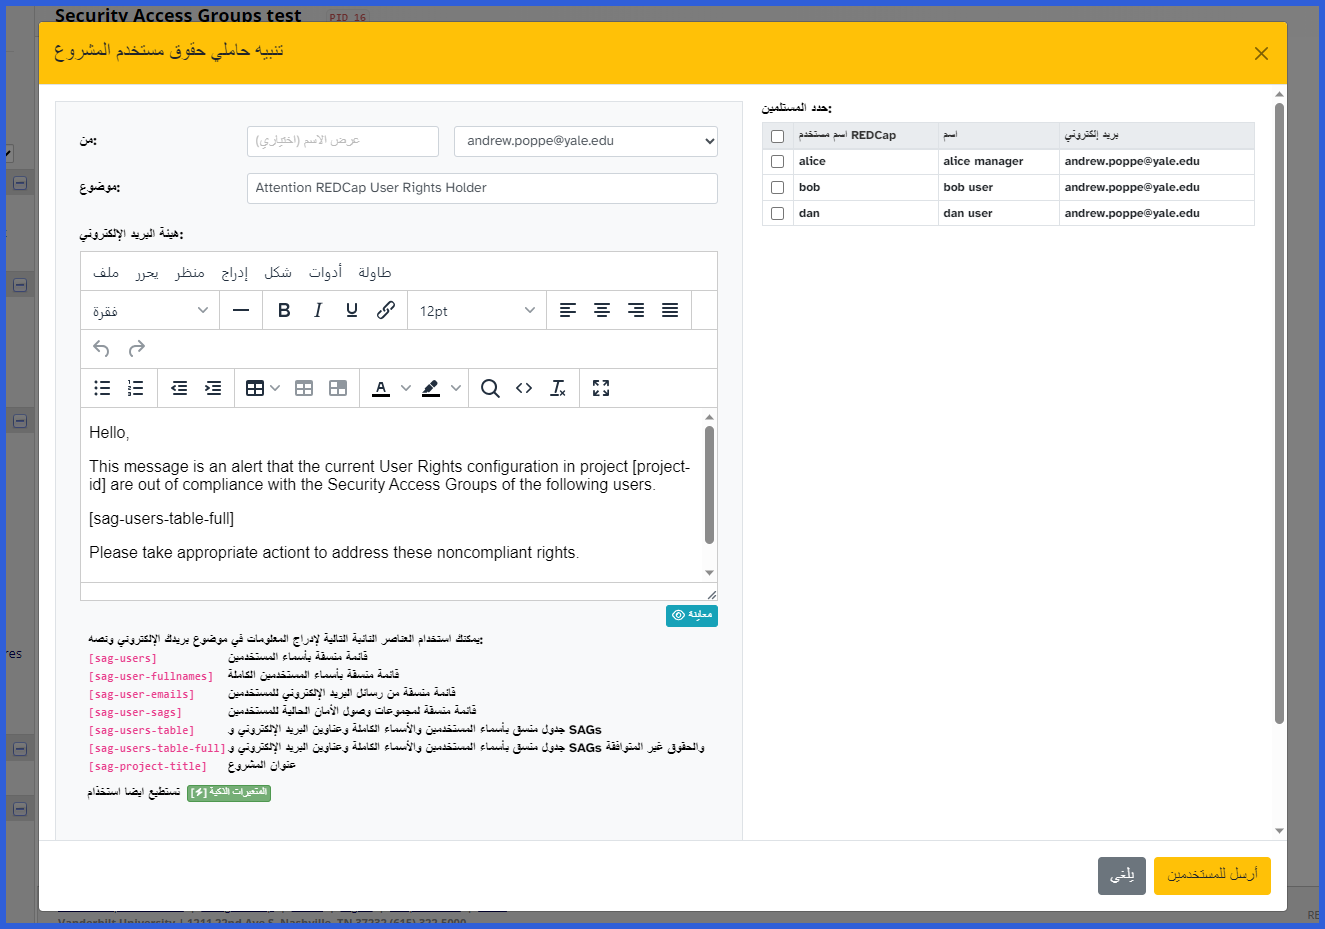 Security Access Groups test PID 16
تنبيه حاملي حقوق مستخدم المشروع
من:
عرض الاسم (اختياري)
andrew.poppe@yale.edu
موضوع:
Attention REDCap User Rights Holder
هيئة البريد الإلكتروني:
ملف يحرر منظر إدراج شكل أدوات طاولة
فقرة
B I U
12pt
Hello,
This message is an alert that the current User Rights configuration in project [project-
id] are out of compliance with the Security Access Groups of the following users.
[sag-users-table-full]
Please take appropriate actiont to address these noncompliant rights.
معاينة
يمكنك استخدام العناصر النائبة التالية لإدراج المعلومات في موضوع بريدك الإلكتروني ونصه:
[sag-users] قائمة منسقة بأسماء المستخدمين
[sag-user-fullnames] قائمة منسقة بأسماء المستخدمين الكاملة
[sag-user-emails] قائمة منسقة من رسائل البريد الإلكتروني للمستخدمين
[sag-user-sags] قائمة منسقة لمجموعات وصول الأمان الحالية للمستخدمين
[sag-users-table] جدول منسق بأسماء المستخدمين والأسماء الكاملة وعناوين البريد الإلكتروني و SAGs.
[sag-users-table-full] جدول منسق بأسماء المستخدمين والأسماء الكاملة وعناوين البريد الإلكتروني و SAGs والحقوق غير المتوافقة.
[sag-project-title] عنوان المشروع
تستطيع ايضا استخذام [⚡] المتغيرات الذكية
حدد المستلمين:
اسم مستخدم REDCap اسم بريد إلكتروني
alice alice manager andrew.poppe@yale.edu
bob bob user andrew.poppe@yale.edu
dan dan user andrew.poppe@yale.edu
يلغي
أرسل للمستخدمين
res
Vanderbilt University | 1211 22nd Ave S, Nashville, TN 37232 (615) 322-5000
RE